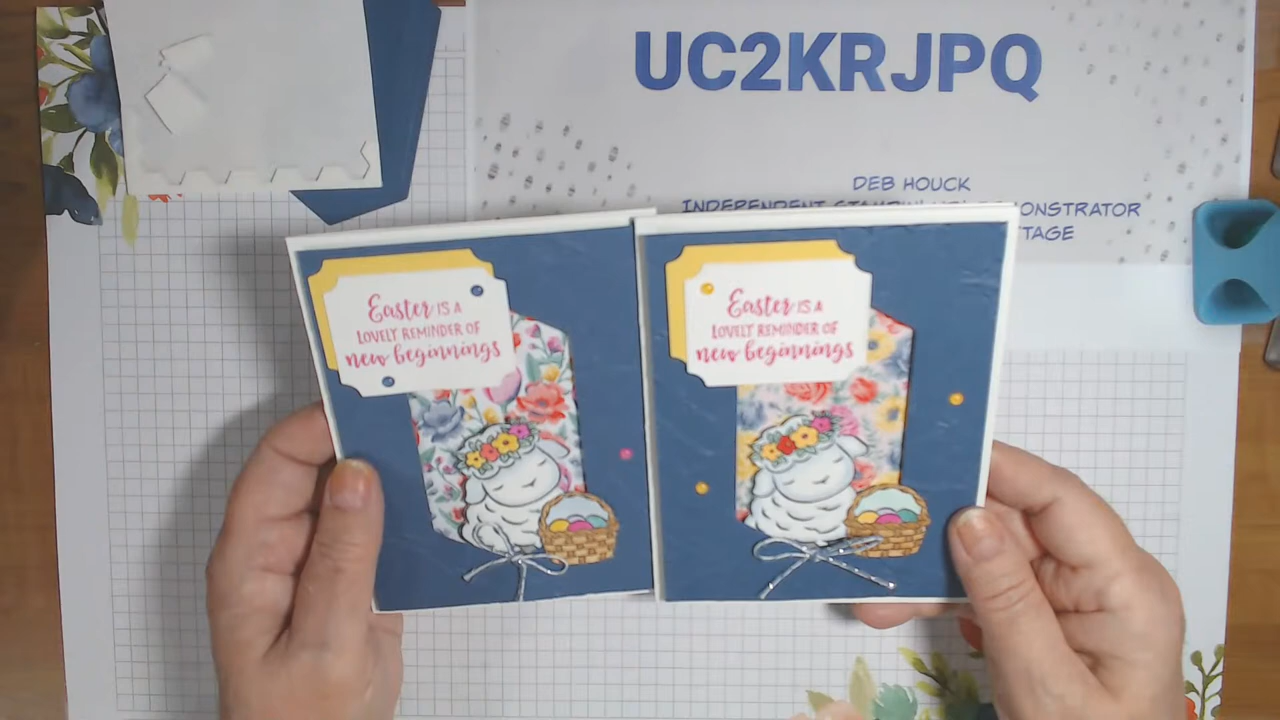 UC2KRJPQ
DEB HOUCK
INDEPENDENT
ONSTRATOR
TAGE
Easter IS A
LOVELY REMINDER OF
new beginnings
Easter IS A
LOVELY REMINDER OF
new beginnings